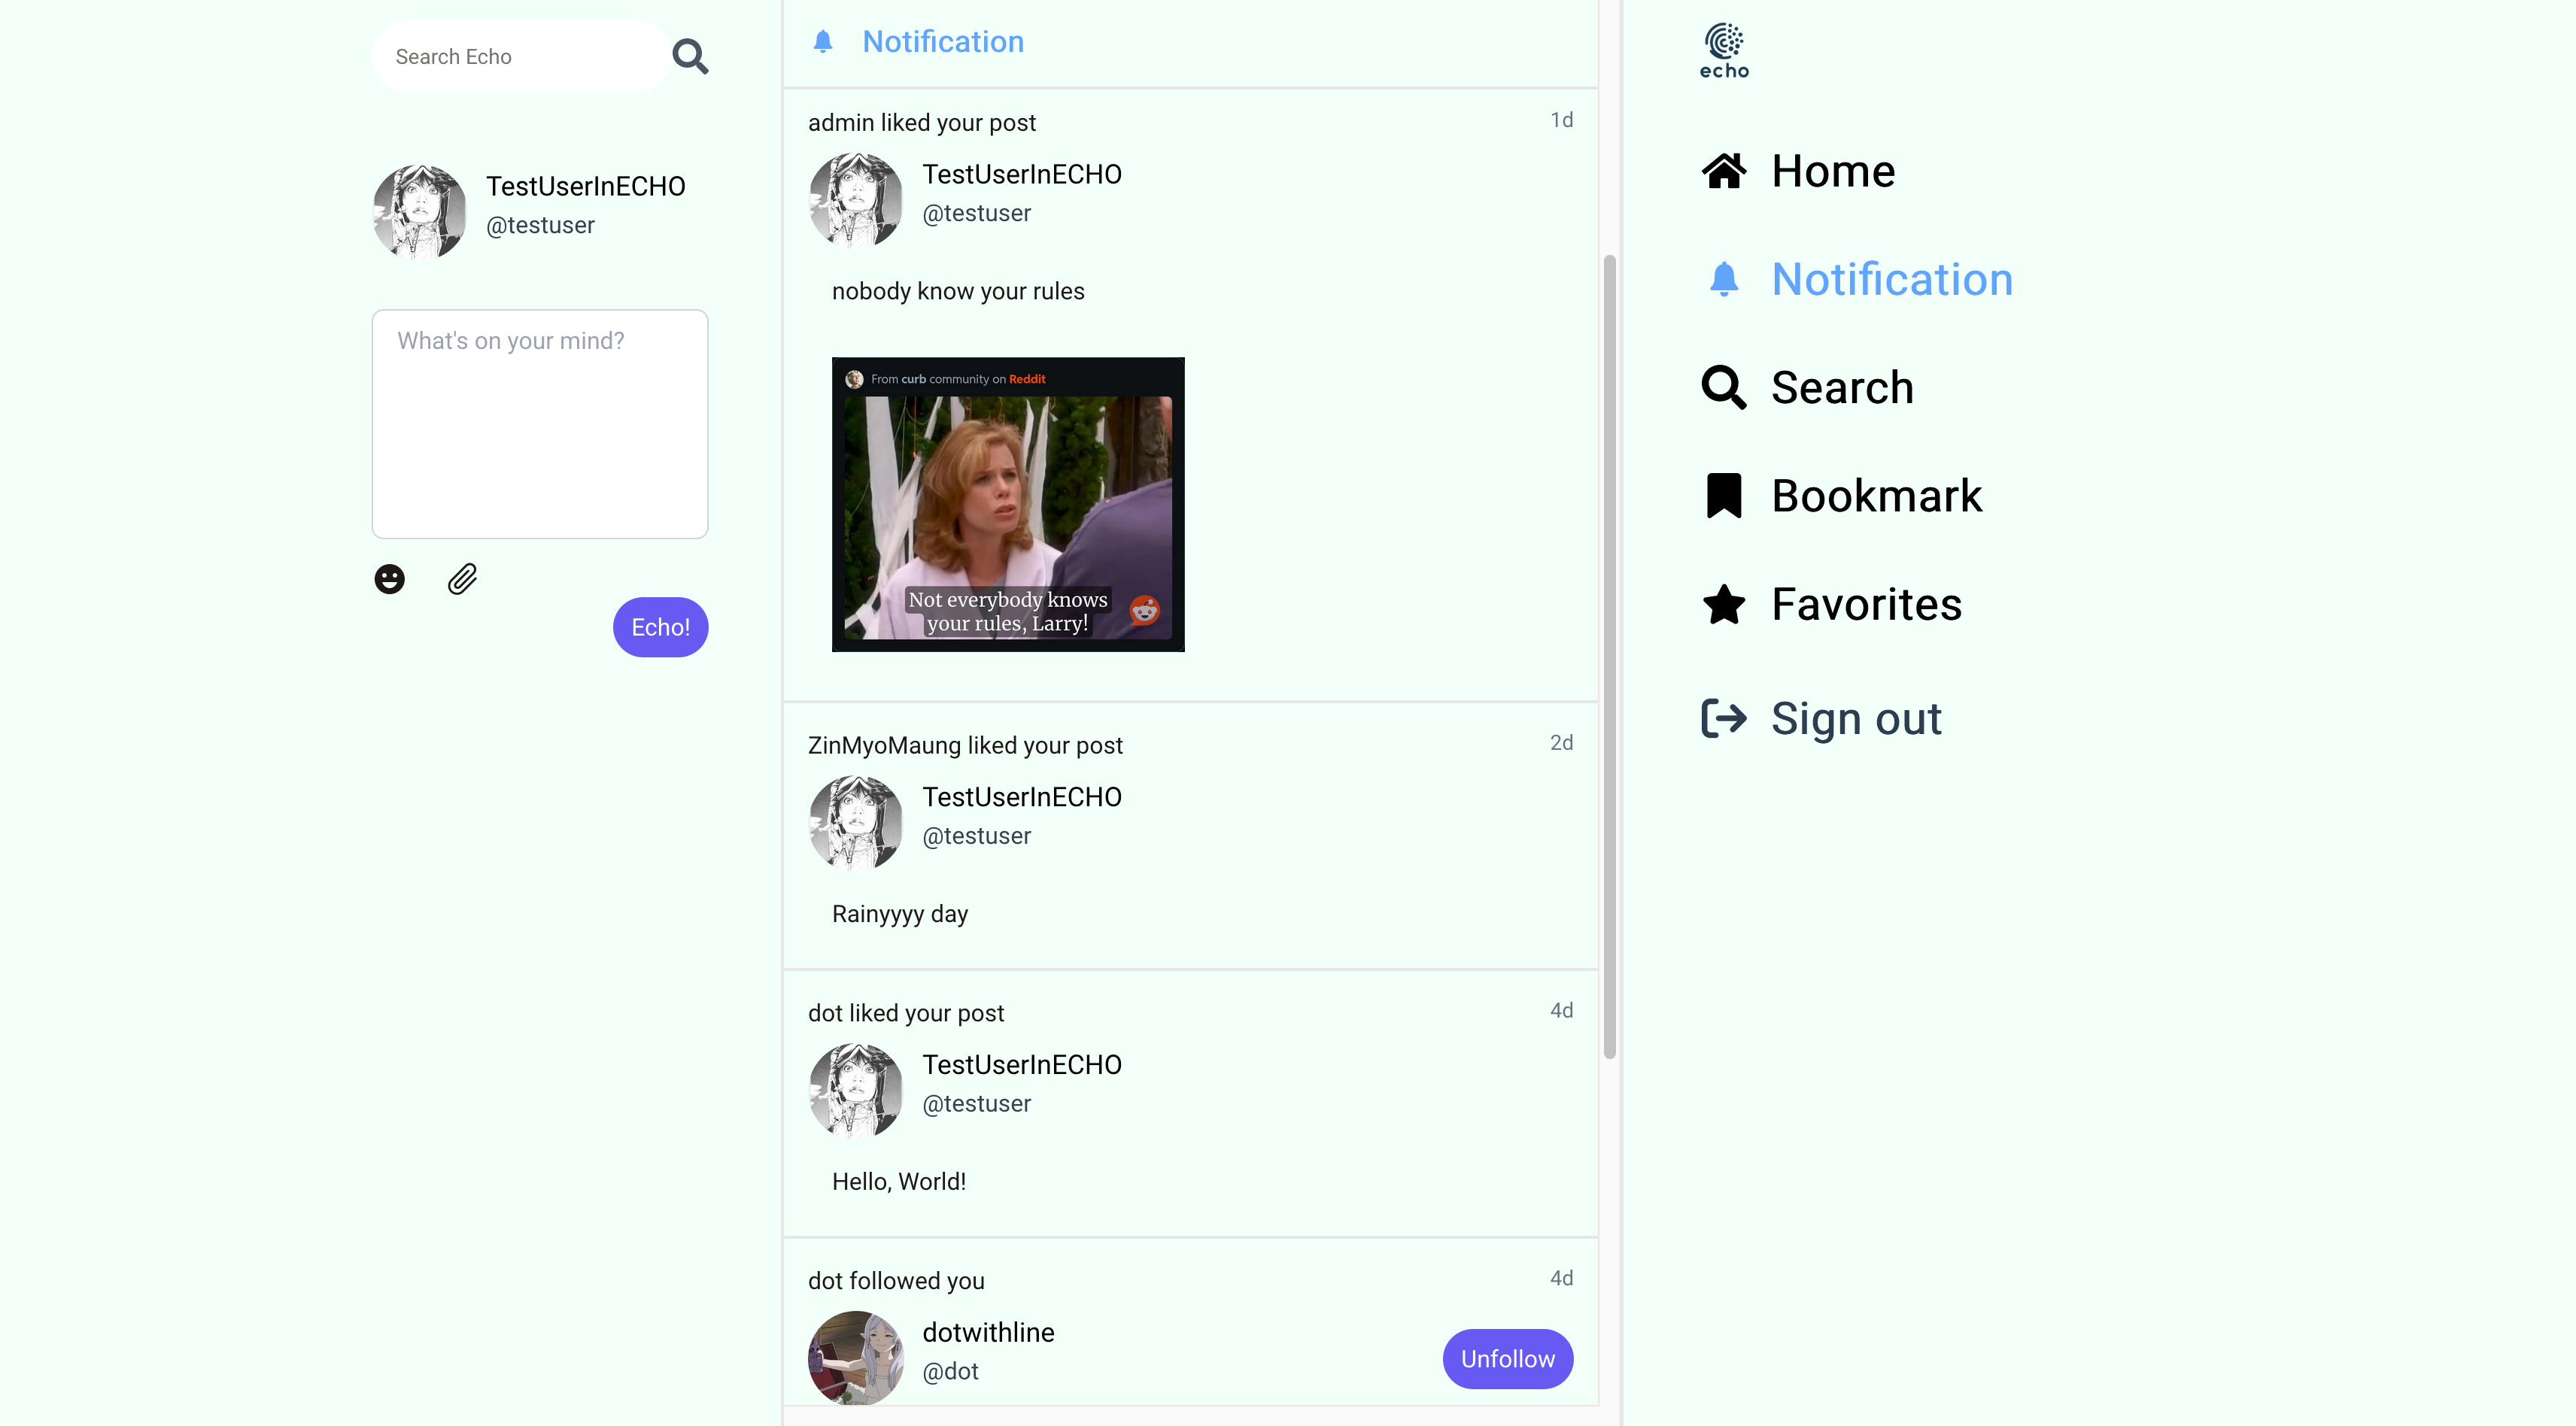 Search Echo
TestUserInECHO
@testuser
What's on your mind?
Echo!
Notification
admin liked your post
1d
TestUserInECHO
@testuser
nobody know your rules
From curb community on Reddit
Not everybody knows
your rules, Larry!
ZinMyoMaung liked your post
2d
TestUserInECHO
@testuser
Rainyyyy day
dot liked your post
4d
TestUserInECHO
@testuser
Hello, World!
dot followed you
4d
dotwithline
@dot
Unfollow
echo
Home
Notification
Search
Bookmark
Favorites
Sign out